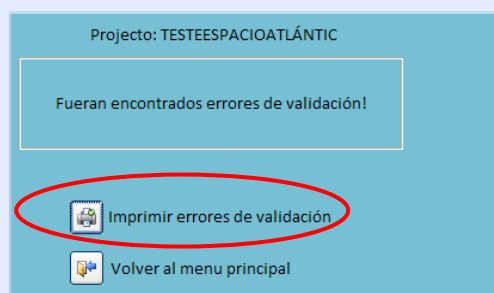 Projecto: TESTEESPACIOATLÁNTIC
Fueran encontrados errores de validación!
Imprimir errores de validación
Volver al menu principal